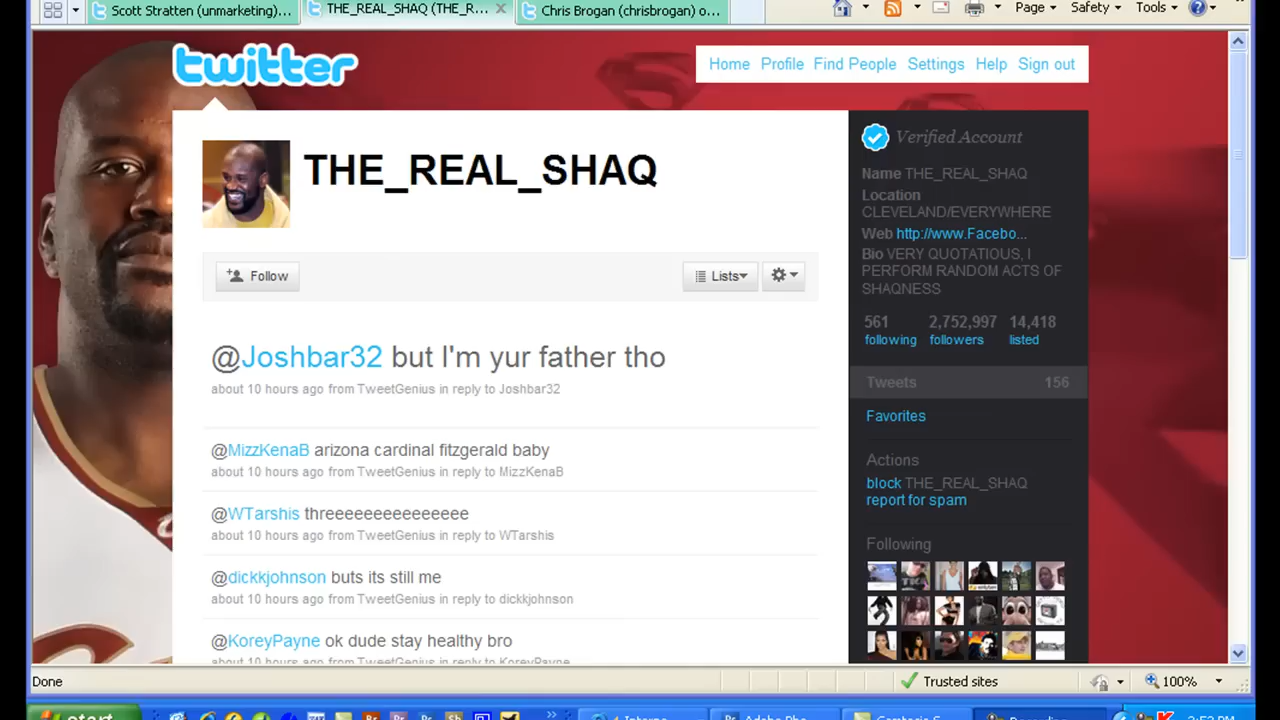 Scott Stratten (unmarketing)...
THE_REAL_SHAQ (THE_R...
Chris Brogan (chrisbrogan) o...
Page
Safety
Tools
twitter
Home Profile Find People Settings Help Sign out
THE_REAL_SHAQ
Follow
Lists
@Joshbar32 but I'm yur father tho
about 10 hours ago from TweetGenius in reply to Joshbar32
@MizzKenaB arizona cardinal fitzgerald baby
about 10 hours ago from TweetGenius in reply to MizzKenaB
@WTarshis threeeeeeeeeeeeeee
about 10 hours ago from TweetGenius in reply to WTarshis
@dickkjohnson buts its still me
about 10 hours ago from TweetGenius in reply to dickkjohnson
@KoreyPayne ok dude stay healthy bro
about 10 hours ago from TweetGenius in reply to KoreyPayne
Verified Account
Name THE_REAL_SHAQ
Location
CLEVELAND/EVERYWHERE
Web http://www.Facebo...
Bio VERY QUOTATIOUS, I
PERFORM RANDOM ACTS OF
SHAQNESS
561 2,752,997 14,418
following followers listed
Tweets 156
Favorites
Actions
block THE_REAL_SHAQ
report for spam
Following
Done
Trusted sites
100%
start